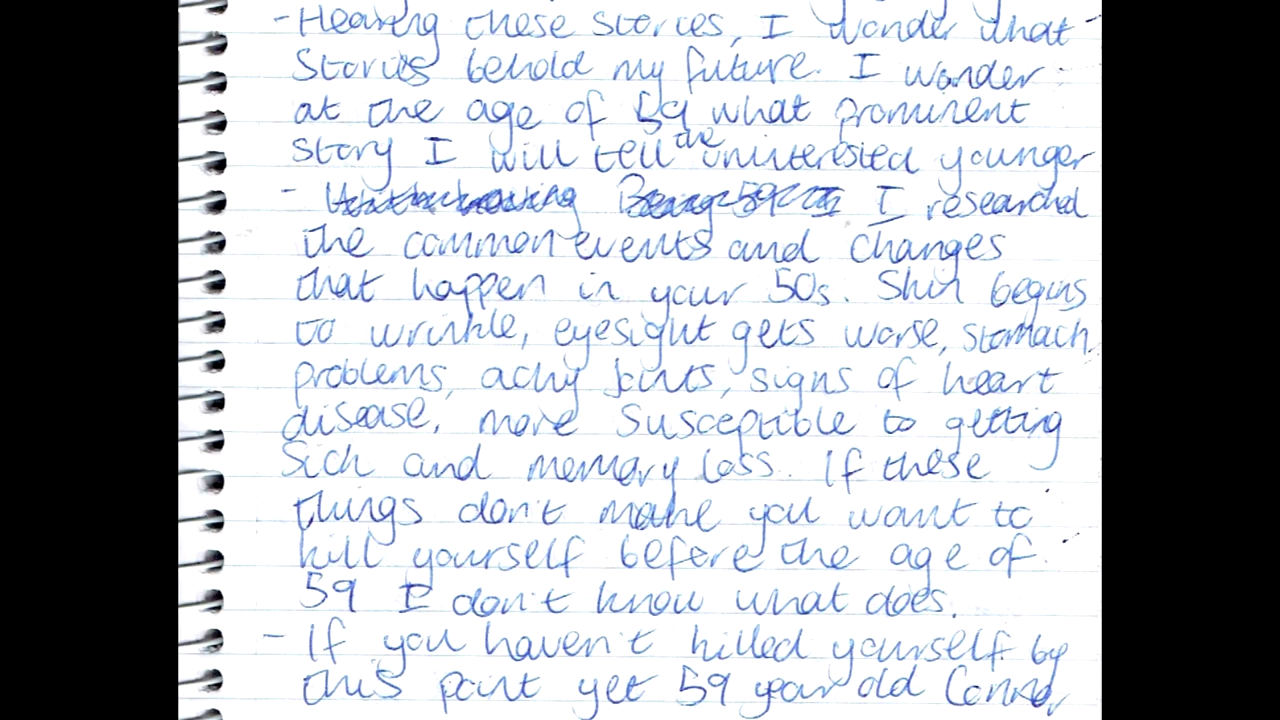 - Hearing these stories, I wonder what
stories behold my future. I wonder
at the age of 59 what prominent
story I will tell the uninterested younger
- Being 59 I I researched
the common events and changes
that happen in your 50s. Skin begins
to wrinkle, eyesight gets worse, stomach
problems, achy joints, signs of heart
disease, more susceptible to getting
sick and memory loss. If these
things don't make you want to
kill yourself before the age of
59 I don't know what does.
- If you haven't killed yourself by
this point yet 59 year old Connor